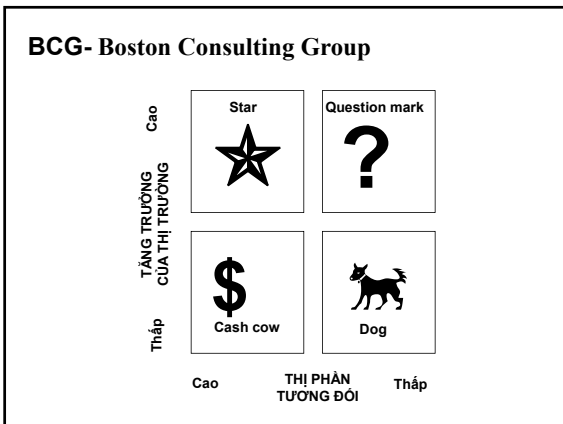 BCG- Boston Consulting Group
Cao
Star
Question mark
?
TĂNG TRƯỞNG
CỦA THỊ TRƯỜNG
$
Cash cow
Dog
Thấp
Cao
THỊ PHẦN
TƯƠNG ĐỐI
Thấp